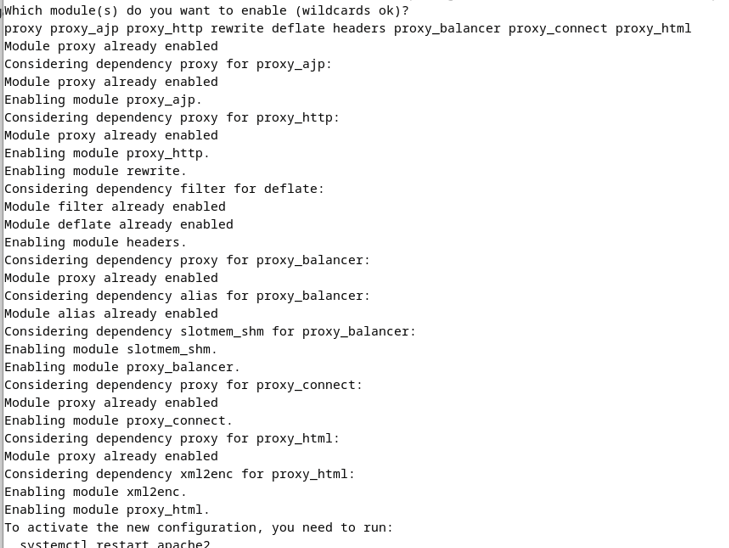 Which module(s) do you want to enable (wildcards ok)?
proxy proxy_ajp proxy_http rewrite deflate headers proxy_balancer proxy_connect proxy_html
Module proxy already enabled
Considering dependency proxy for proxy_ajp:
Module proxy already enabled
Enabling module proxy_ajp.
Considering dependency proxy for proxy_http:
Module proxy already enabled
Enabling module proxy_http.
Enabling module rewrite.
Considering dependency filter for deflate:
Module filter already enabled
Module deflate already enabled
Enabling module headers.
Considering dependency proxy for proxy_balancer:
Module proxy already enabled
Considering dependency alias for proxy_balancer:
Module alias already enabled
Considering dependency slotmem_shm for proxy_balancer:
Enabling module slotmem_shm.
Enabling module proxy_balancer.
Considering dependency proxy for proxy_connect:
Module proxy already enabled
Enabling module proxy_connect.
Considering dependency proxy for proxy_html:
Module proxy already enabled
Considering dependency xml2enc for proxy_html:
Enabling module xml2enc.
Enabling module proxy_html.
To activate the new configuration, you need to run:
systemctl restart apache2